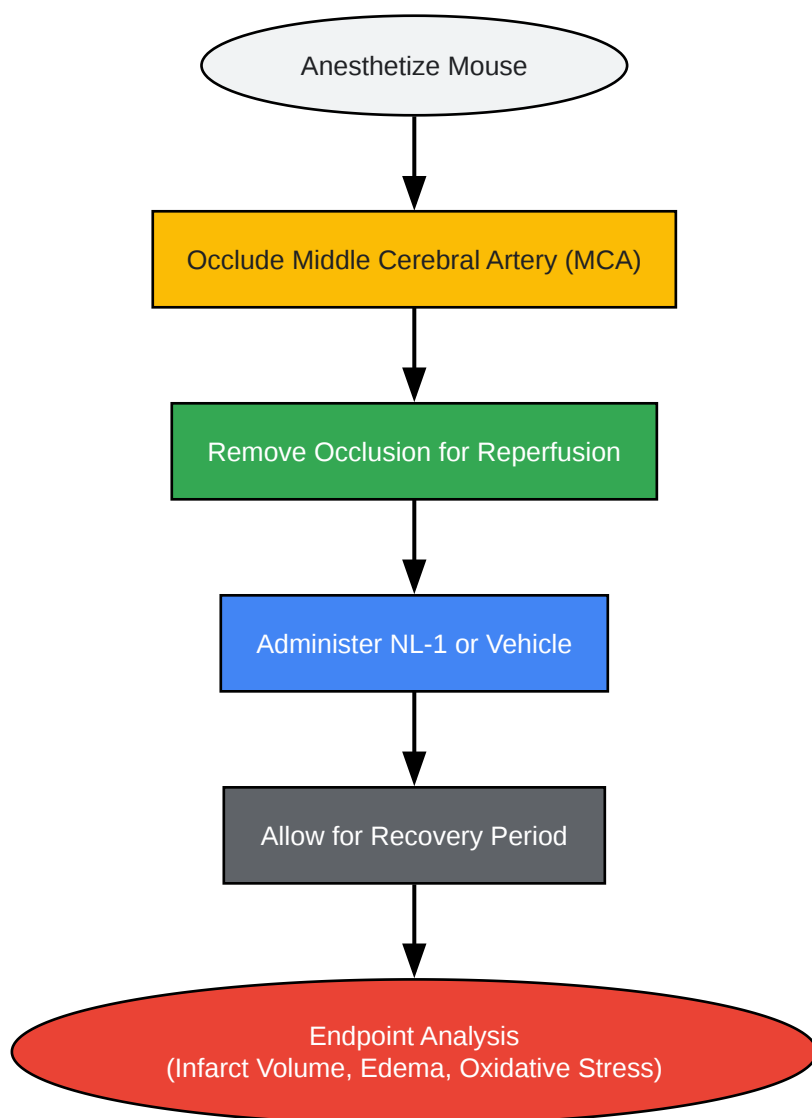 Anesthetize Mouse
Occlude Middle Cerebral Artery (MCA)
Remove Occlusion for Reperfusion
Administer NL-1 or Vehicle
Allow for Recovery Period
Endpoint Analysis
(Infarct Volume, Edema, Oxidative Stress)